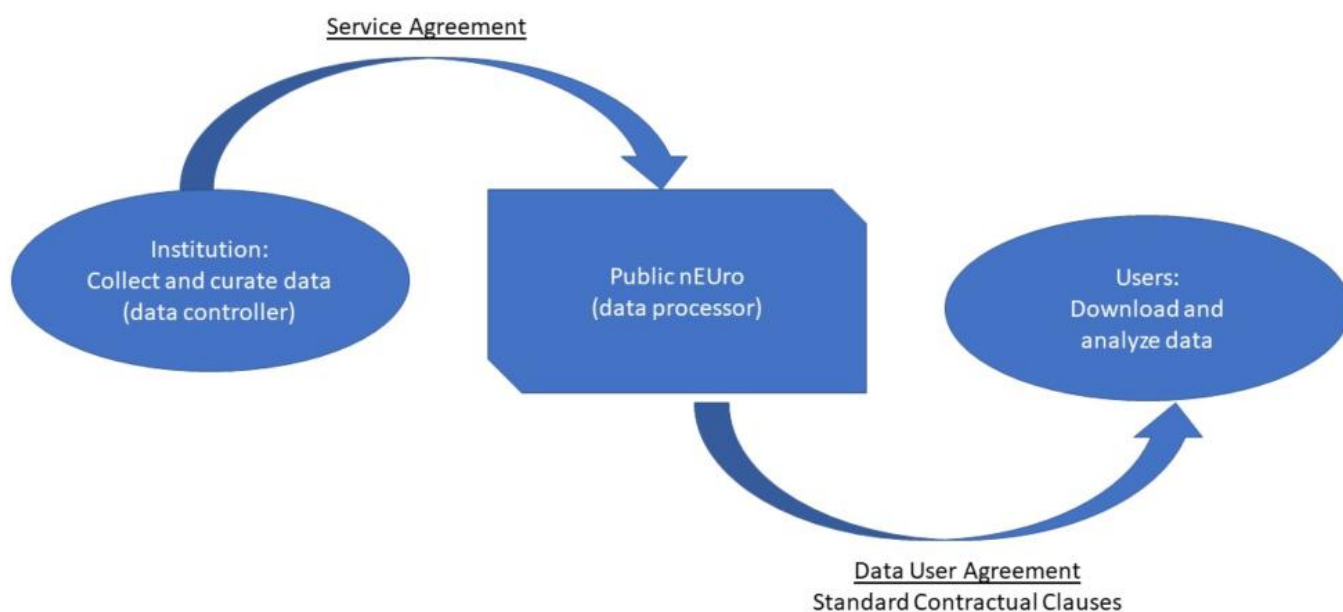 Service Agreement
Institution:
Collect and curate data
(data controller)
Public nEUro
(data processor)
Users:
Download and
analyze data
Data User Agreement
Standard Contractual Clauses